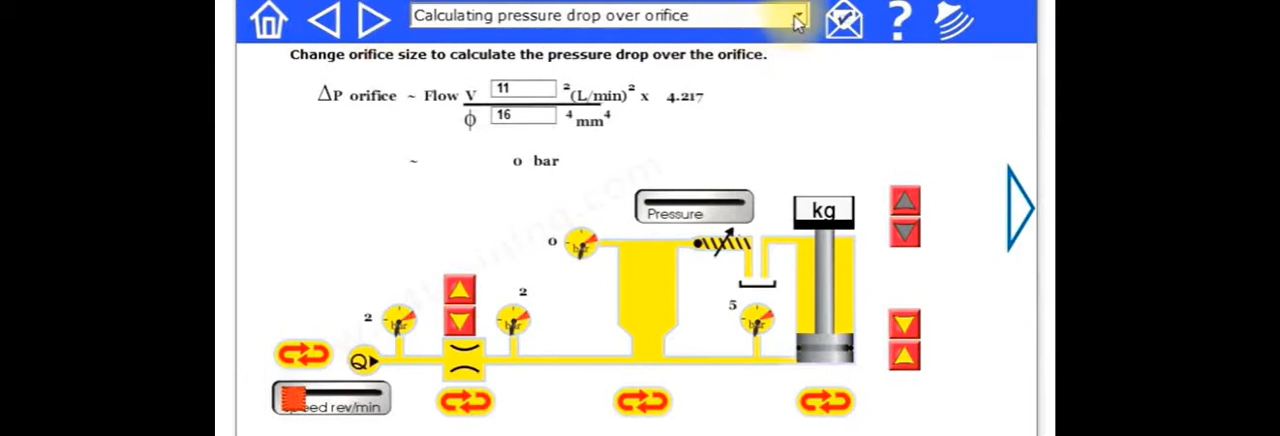 Calculating pressure drop over orifice
?
Change orifice size to calculate the pressure drop over the orifice.
ΔP orifice ~ Flow V 11 ²(L/min)² x 4.217
ϕ 16 ⁴mm⁴
~ 0 bar
Pressure
kg
0
bar
2
5
2
bar
bar
bar
Q
rev/min